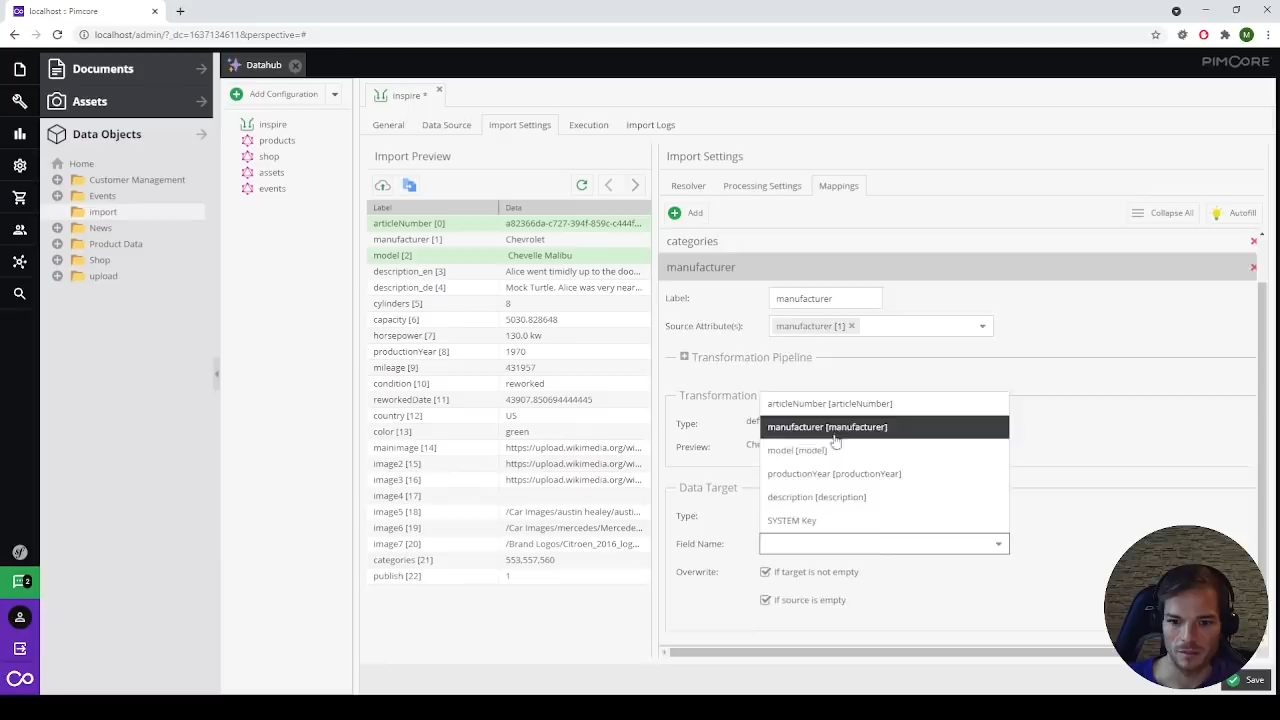 localhost :: Pimcore
localhost/admin/?_dc=1637134611&perspective=#
PIMCORE
Documents
Assets
Data Objects
Home
Customer Management
Events
import
News
Product Data
Shop
upload
2
Datahub
Add Configuration
inspire
products
shop
assets
events
inspire *
General
Data Source
Import Settings
Execution
Import Logs
Import Preview
Label Data
articleNumber [0] a82366da-c727-394f-859c-c444f...
manufacturer [1] Chevrolet
model [2] Chevelle Malibu
description_en [3] Alice went timidly up to the doo...
description_de [4] Mock Turtle. Alice was very near...
cylinders [5] 8
capacity [6] 5030.828648
horsepower [7] 130.0 kw
productionYear [8] 1970
mileage [9] 431957
condition [10] reworked
reworkedDate [11] 43907.850694444445
country [12] US
color [13] green
mainimage [14] https://upload.wikimedia.org/wi...
image2 [15] https://upload.wikimedia.org/wi...
image3 [16] https://upload.wikimedia.org/wi...
image4 [17]
image5 [18] /Car Images/austin healey/austi...
image6 [19] /Car Images/mercedes/Mercede...
image7 [20] /Brand Logos/Citroen_2016_log...
categories [21] 553,557,560
publish [22] 1
Import Settings
Resolver
Processing Settings
Mappings
Add
Collapse All
Autofill
categories
manufacturer
Label: manufacturer
Source Attribute(s): manufacturer [1]
Transformation Pipeline
Transformation
Type: def
Preview: Che
articleNumber [articleNumber]
manufacturer [manufacturer]
model [model]
productionYear [productionYear]
description [description]
SYSTEM Key
Data Target
Type:
Field Name:
Overwrite: If target is not empty
If source is empty
Save
M